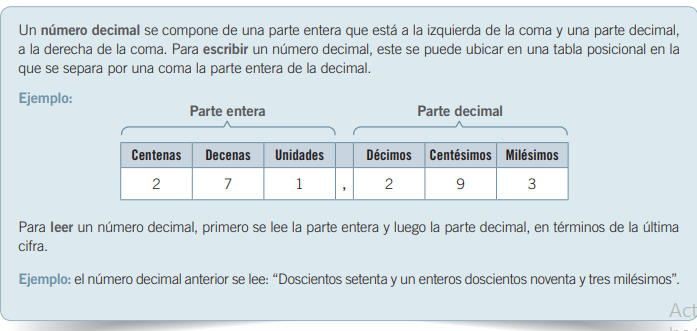 Un número decimal se compone de una parte entera que está a la izquierda de la coma y una parte decimal,
a la derecha de la coma. Para escribir un número decimal, este se puede ubicar en una tabla posicional en la
que se separa por una coma la parte entera de la decimal.
Ejemplo:
Parte entera Parte decimal
Centenas Decenas Unidades Décimos Centésimos Milésimos
2 7 1 , 2 9 3
Para leer un número decimal, primero se lee la parte entera y luego la parte decimal, en términos de la última
cifra.
Ejemplo: el número decimal anterior se lee: “Doscientos setenta y un enteros doscientos noventa y tres milésimos”.
Act